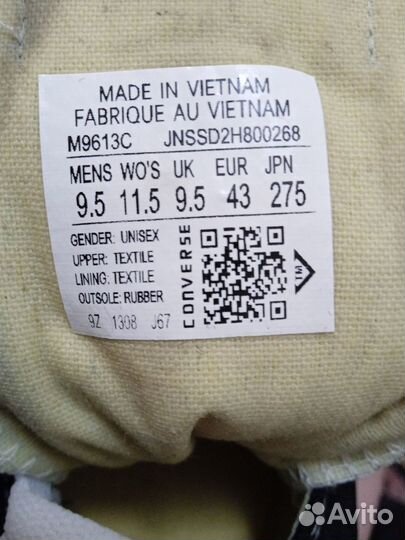 MADE IN VIETNAM
FABRIQUE AU VIETNAM
M9613C JNSSD2H800268
MENS WO'S UK EUR JPN
9.5 11.5 9.5 43 275
GENDER: UNISEX
UPPER: TEXTILE
LINING: TEXTILE
OUTSOLE: RUBBER
9Z 1308 J67
CONVERSE
TM
Avito